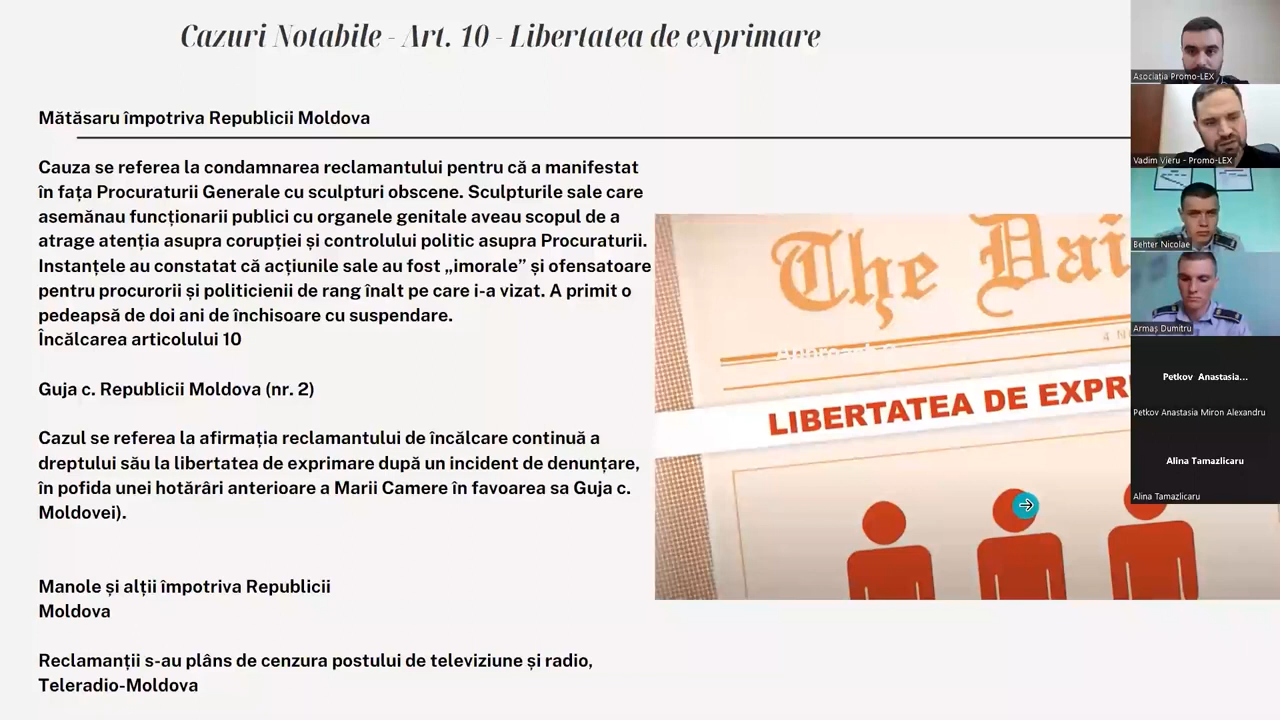 Cazuri Notabile - Art. 10 - Libertatea de exprimare
Mătăsaru împotriva Republicii Moldova
Cauza se referea la condamnarea reclamantului pentru că a manifestat
în fața Procuraturii Generale cu sculpturi obscene. Sculpturile sale care
asemănau funcționarii publici cu organele genitale aveau scopul de a
atrage atenția asupra corupției și controlului politic asupra Procuraturii.
Instanțele au constatat că acțiunile sale au fost „imorale” și ofensatoare
pentru procurorii și politicienii de rang înalt pe care i-a vizat. A primit o
pedeapsă de doi ani de închisoare cu suspendare.
Încălcarea articolului 10
Guja c. Republicii Moldova (nr. 2)
Cazul se referea la afirmația reclamantului de încălcare continuă a
dreptului său la libertatea de exprimare după un incident de denunțare,
în pofida unei hotărâri anterioare a Marii Camere în favoarea sa Guja c.
Moldovei).
Manole și alții împotriva Republicii
Moldova
Reclamanții s-au plâns de cenzura postului de televiziune și radio,
Teleradio-Moldova
The Dai
LIBERTATEA DE EXPR
Asociația Promo-LEX
Vadim Vieru - Promo-LEX
Behter Nicolae
Armaș Dumitru
Petkov Anastasia...
Petkov Anastasia Miron Alexandru
Alina Tamazlicaru
Alina Tamazlicaru